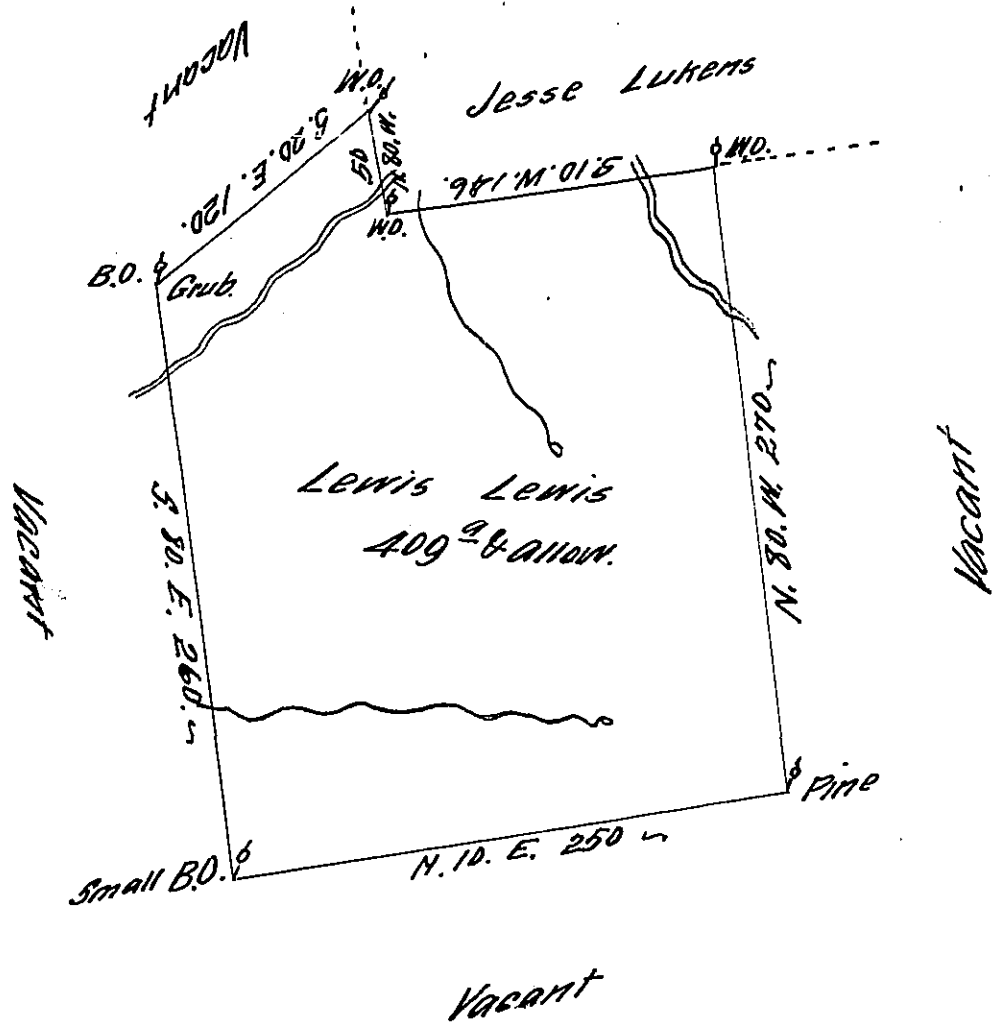 Vacant
W.O.
Jesse Lukens
S. 20. E. 120.
50
N. 80. W.
S. 10. W. 146.
W.O.
W.O.
B.O.
Grub.
Lewis Lewis
409 a & allow.
Vacant
S. 80. E. 260.
N. 80. W. 270
Vacant
Pine
N. 10. E. 250
Small B.O.
Vacant